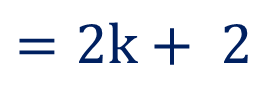 = 2k + 2